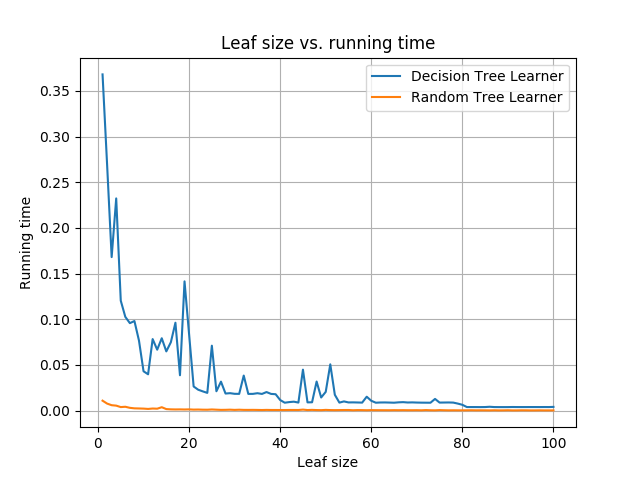 Leaf size vs. running time
Decision Tree Learner
Random Tree Learner
Running time
0.35
0.30
0.25
0.20
0.15
0.10
0.05
0.00
0 20 40 60 80 100
Leaf size